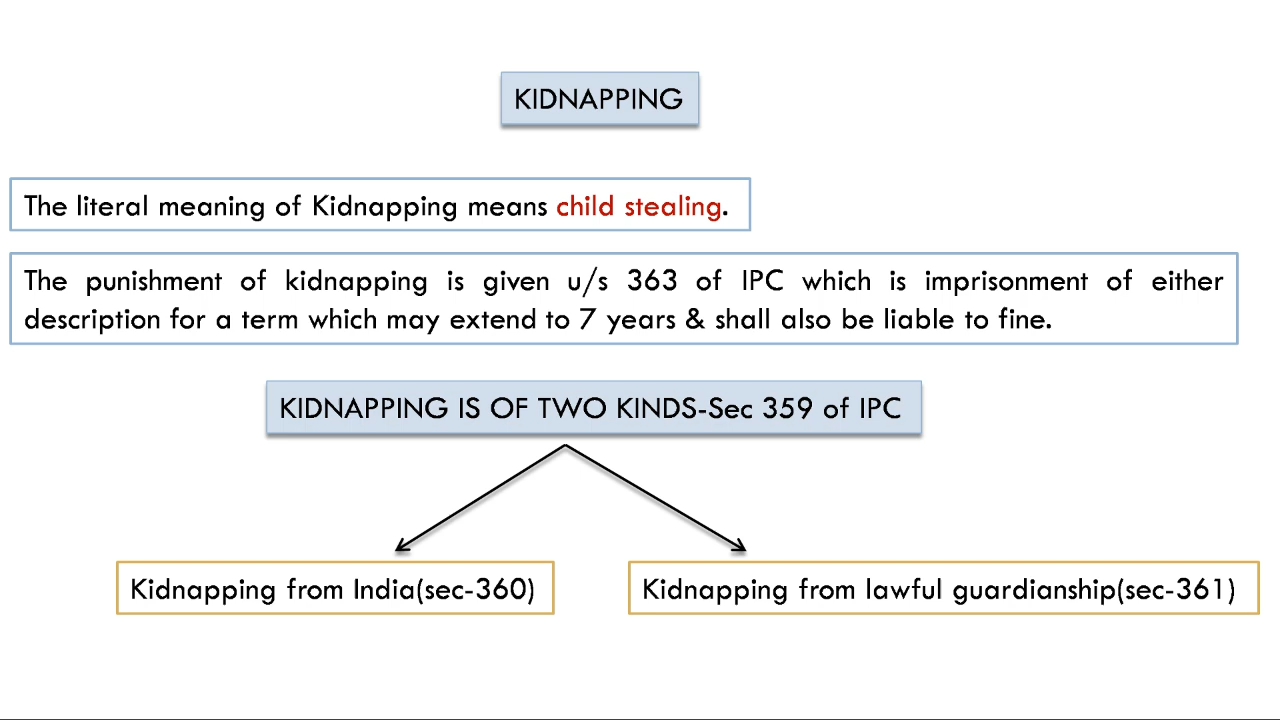 KIDNAPPING
The literal meaning of Kidnapping means child stealing.
The punishment of kidnapping is given u/s 363 of IPC which is imprisonment of either
description for a term which may extend to 7 years & shall also be liable to fine.
KIDNAPPING IS OF TWO KINDS-Sec 359 of IPC
Kidnapping from India(sec-360)
Kidnapping from lawful guardianship(sec-361)